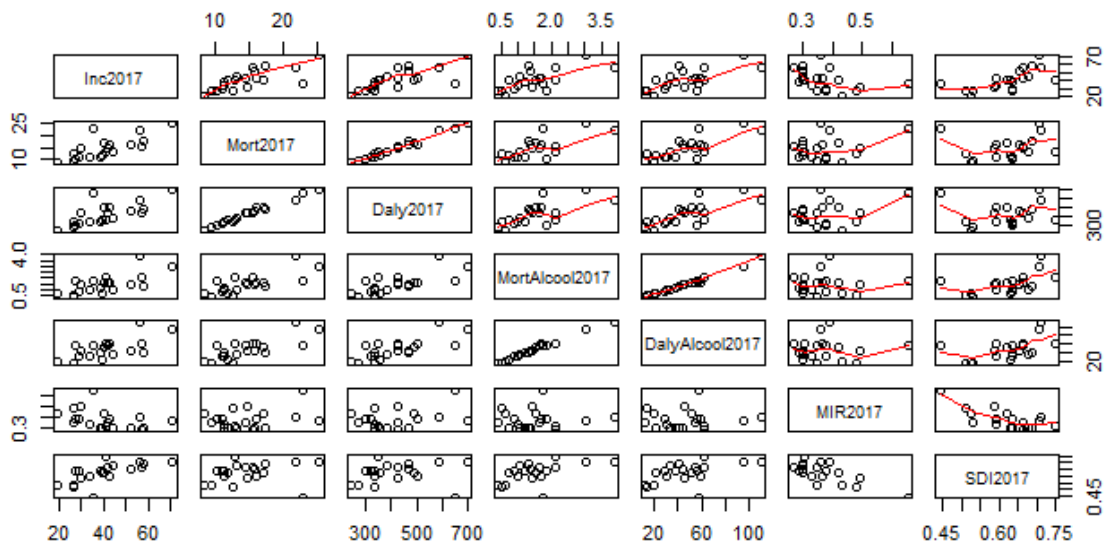 10 20 0.5 2.0 3.5 0.3 0.5
Inc2017 20 70
10 25 Mort2017
Daly2017 300
0.5 4.0 MortAlcool2017
DalyAlcool2017 20
0.3 MIR2017
SDI2017 0.45
20 40 60 300 500 700 20 60 100 0.45 0.60 0.75